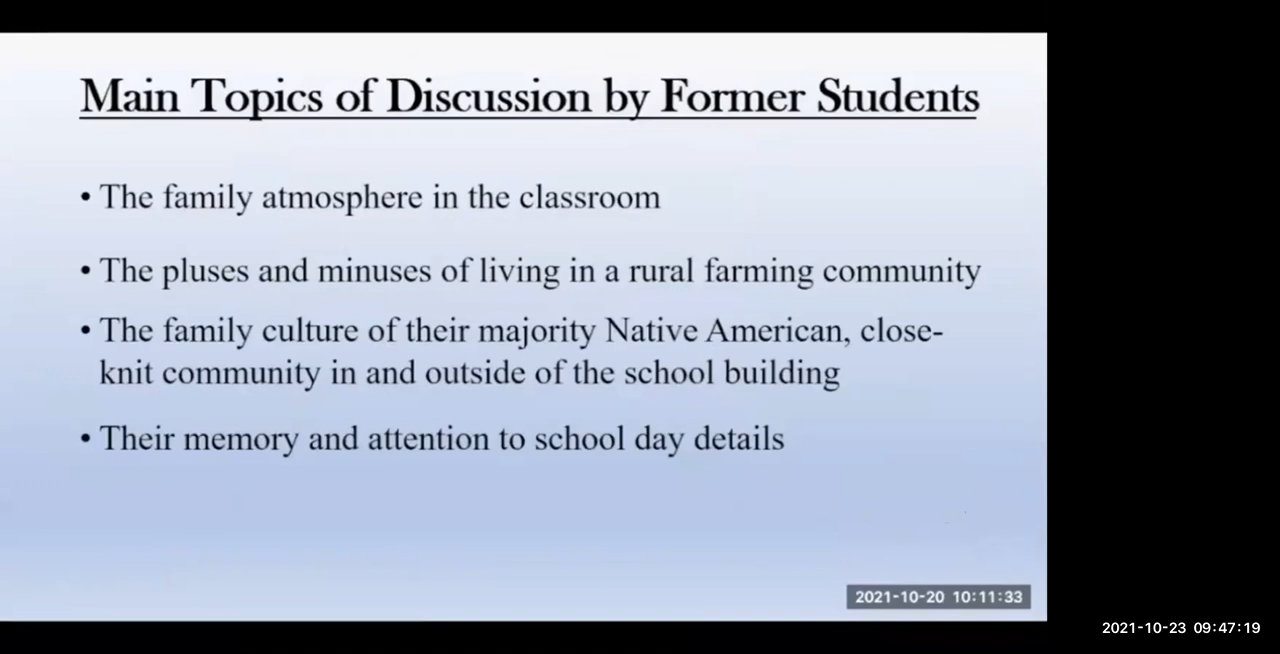 Main Topics of Discussion by Former Students
• The family atmosphere in the classroom
• The pluses and minuses of living in a rural farming community
• The family culture of their majority Native American, close-
knit community in and outside of the school building
• Their memory and attention to school day details
2021-10-20 10:11:33
2021-10-23 09:47:19